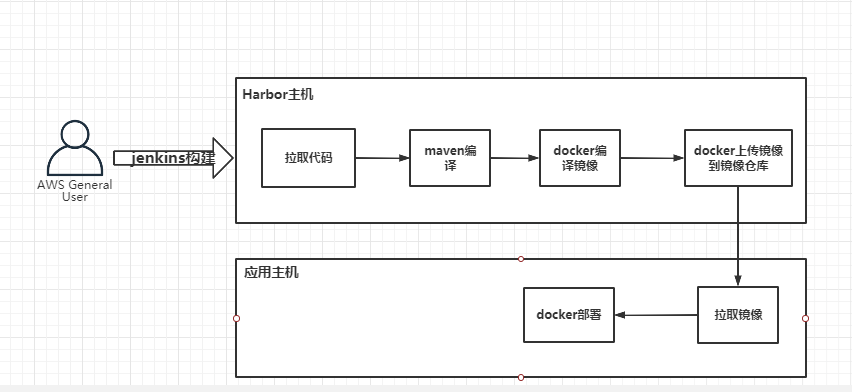 Harbor主机
AWS General
User
jenkins构建
拉取代码
maven编
译
docker编
译镜像
docker上传镜像
到镜像仓库
应用主机
docker部署
拉取镜像